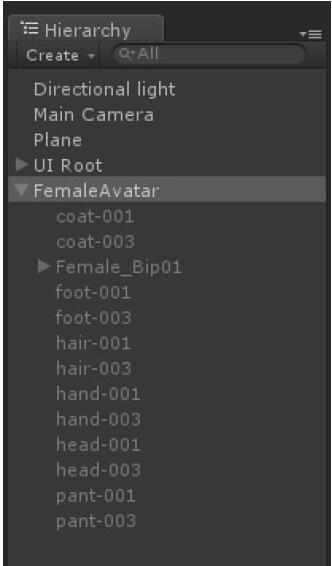 Hierarchy
Create
All
Directional light
Main Camera
Plane
UI Root
FemaleAvatar
coat-001
coat-003
Female_Bip01
foot-001
foot-003
hair-001
hair-003
hand-001
hand-003
head-001
head-003
pant-001
pant-003